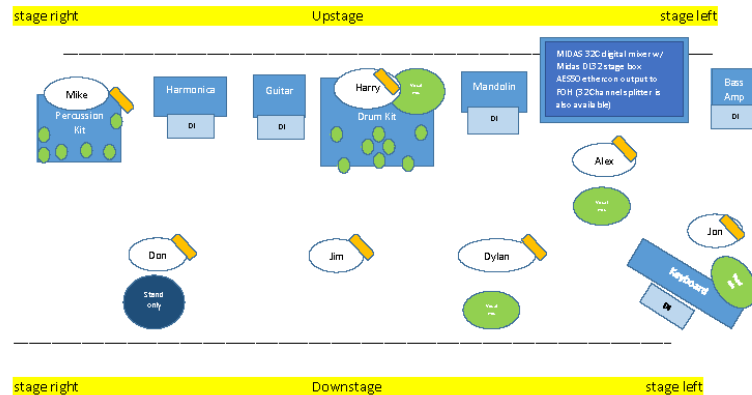 stage right Upstage stage left
MIDAS 32C digital mixer w/
Midas DL32 stage box
AES50 ethercon output to
FOH (32Channel splitter is
also available)
Mike
Percussion
Kit
Harmonica
DI
Guitar
DI
Harry
Drum Kit
Mandolin
DI
Bass
Amp
DI
Alex
Jon
Don
Jim
Dylan
Stand
only
Keyboard
DI
stage right Downstage stage left